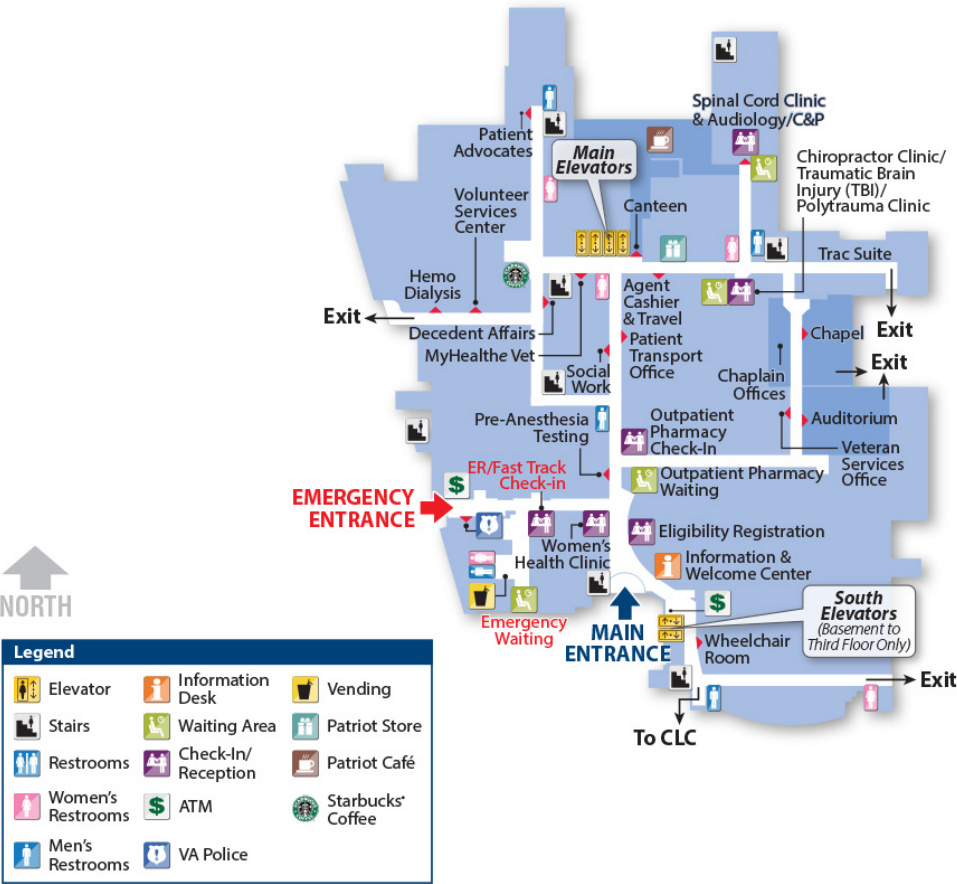 Spinal Cord Clinic
& Audiology/C&P
Patient
Advocates
Main
Elevators
Chiropractor Clinic/
Traumatic Brain
Injury (TBI)/
Polytrauma Clinic
Volunteer
Services
Center
Canteen
Trac Suite
Hemo
Dialysis
Agent
Cashier
& Travel
Exit
Decedent Affairs
MyHealthe Vet
Social
Work
Patient
Transport
Office
Chapel
Exit
Exit
Chaplain
Offices
Pre-Anesthesia
Testing
Outpatient
Pharmacy
Check-In
Auditorium
Veteran
Services
Office
ER/Fast Track
Check-in
Outpatient Pharmacy
Waiting
$
EMERGENCY
ENTRANCE
Women's
Health Clinic
Eligibility Registration
Information &
Welcome Center
NORTH
Emergency
Waiting
MAIN
ENTRANCE
$
South
Elevators
(Basement to
Third Floor Only)
Wheelchair
Room
Exit
To CLC
Legend
Elevator
Information
Desk
Vending
Stairs
Waiting Area
Patriot Store
Restrooms
Check-In/
Reception
Patriot Café
Women's
Restrooms
$
ATM
Starbucks•
Coffee
Men's
Restrooms
VA Police